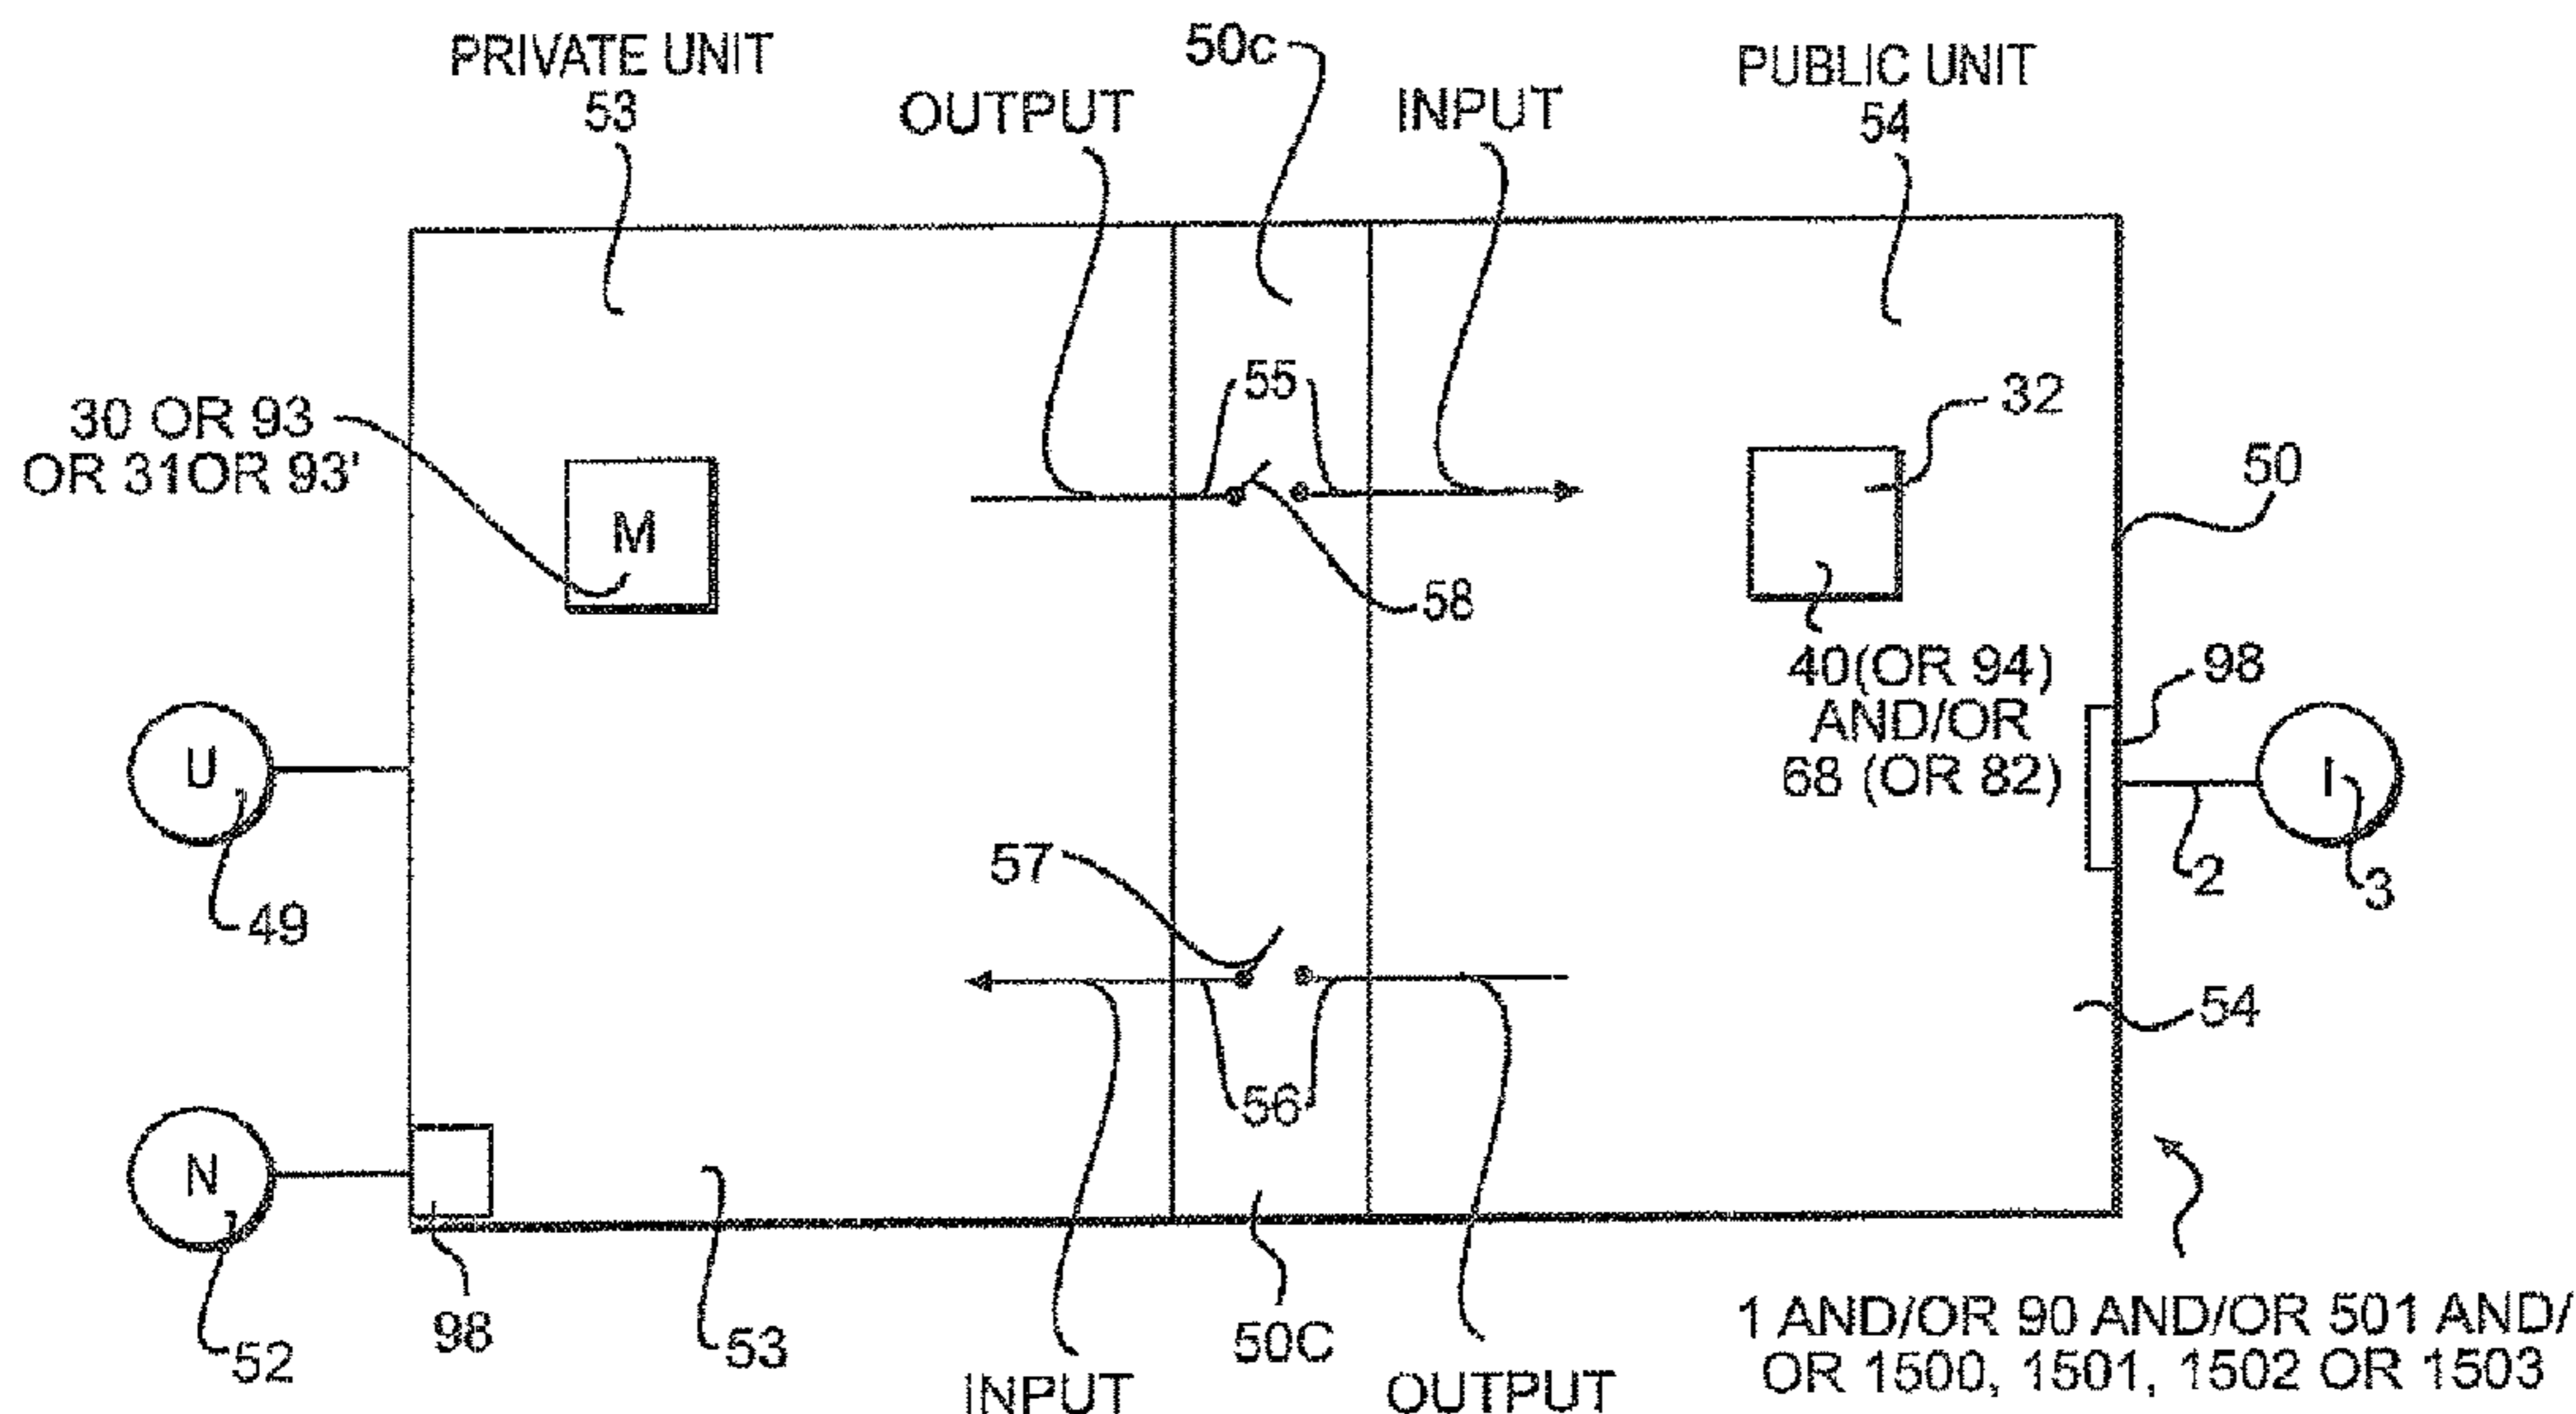 PRIVATE UNIT
53
OUTPUT
50c
INPUT
PUBLIC UNIT
54
55
32
30 OR 93
OR 31OR 93'
M
50
58
40(OR 94)
AND/OR
68 (OR 82)
98
U
I
49
57
2
3
54
56
N
52
98
53
INPUT
50C
OUTPUT
1 AND/OR 90 AND/OR 501 AND/
OR 1500, 1501, 1502 OR 1503